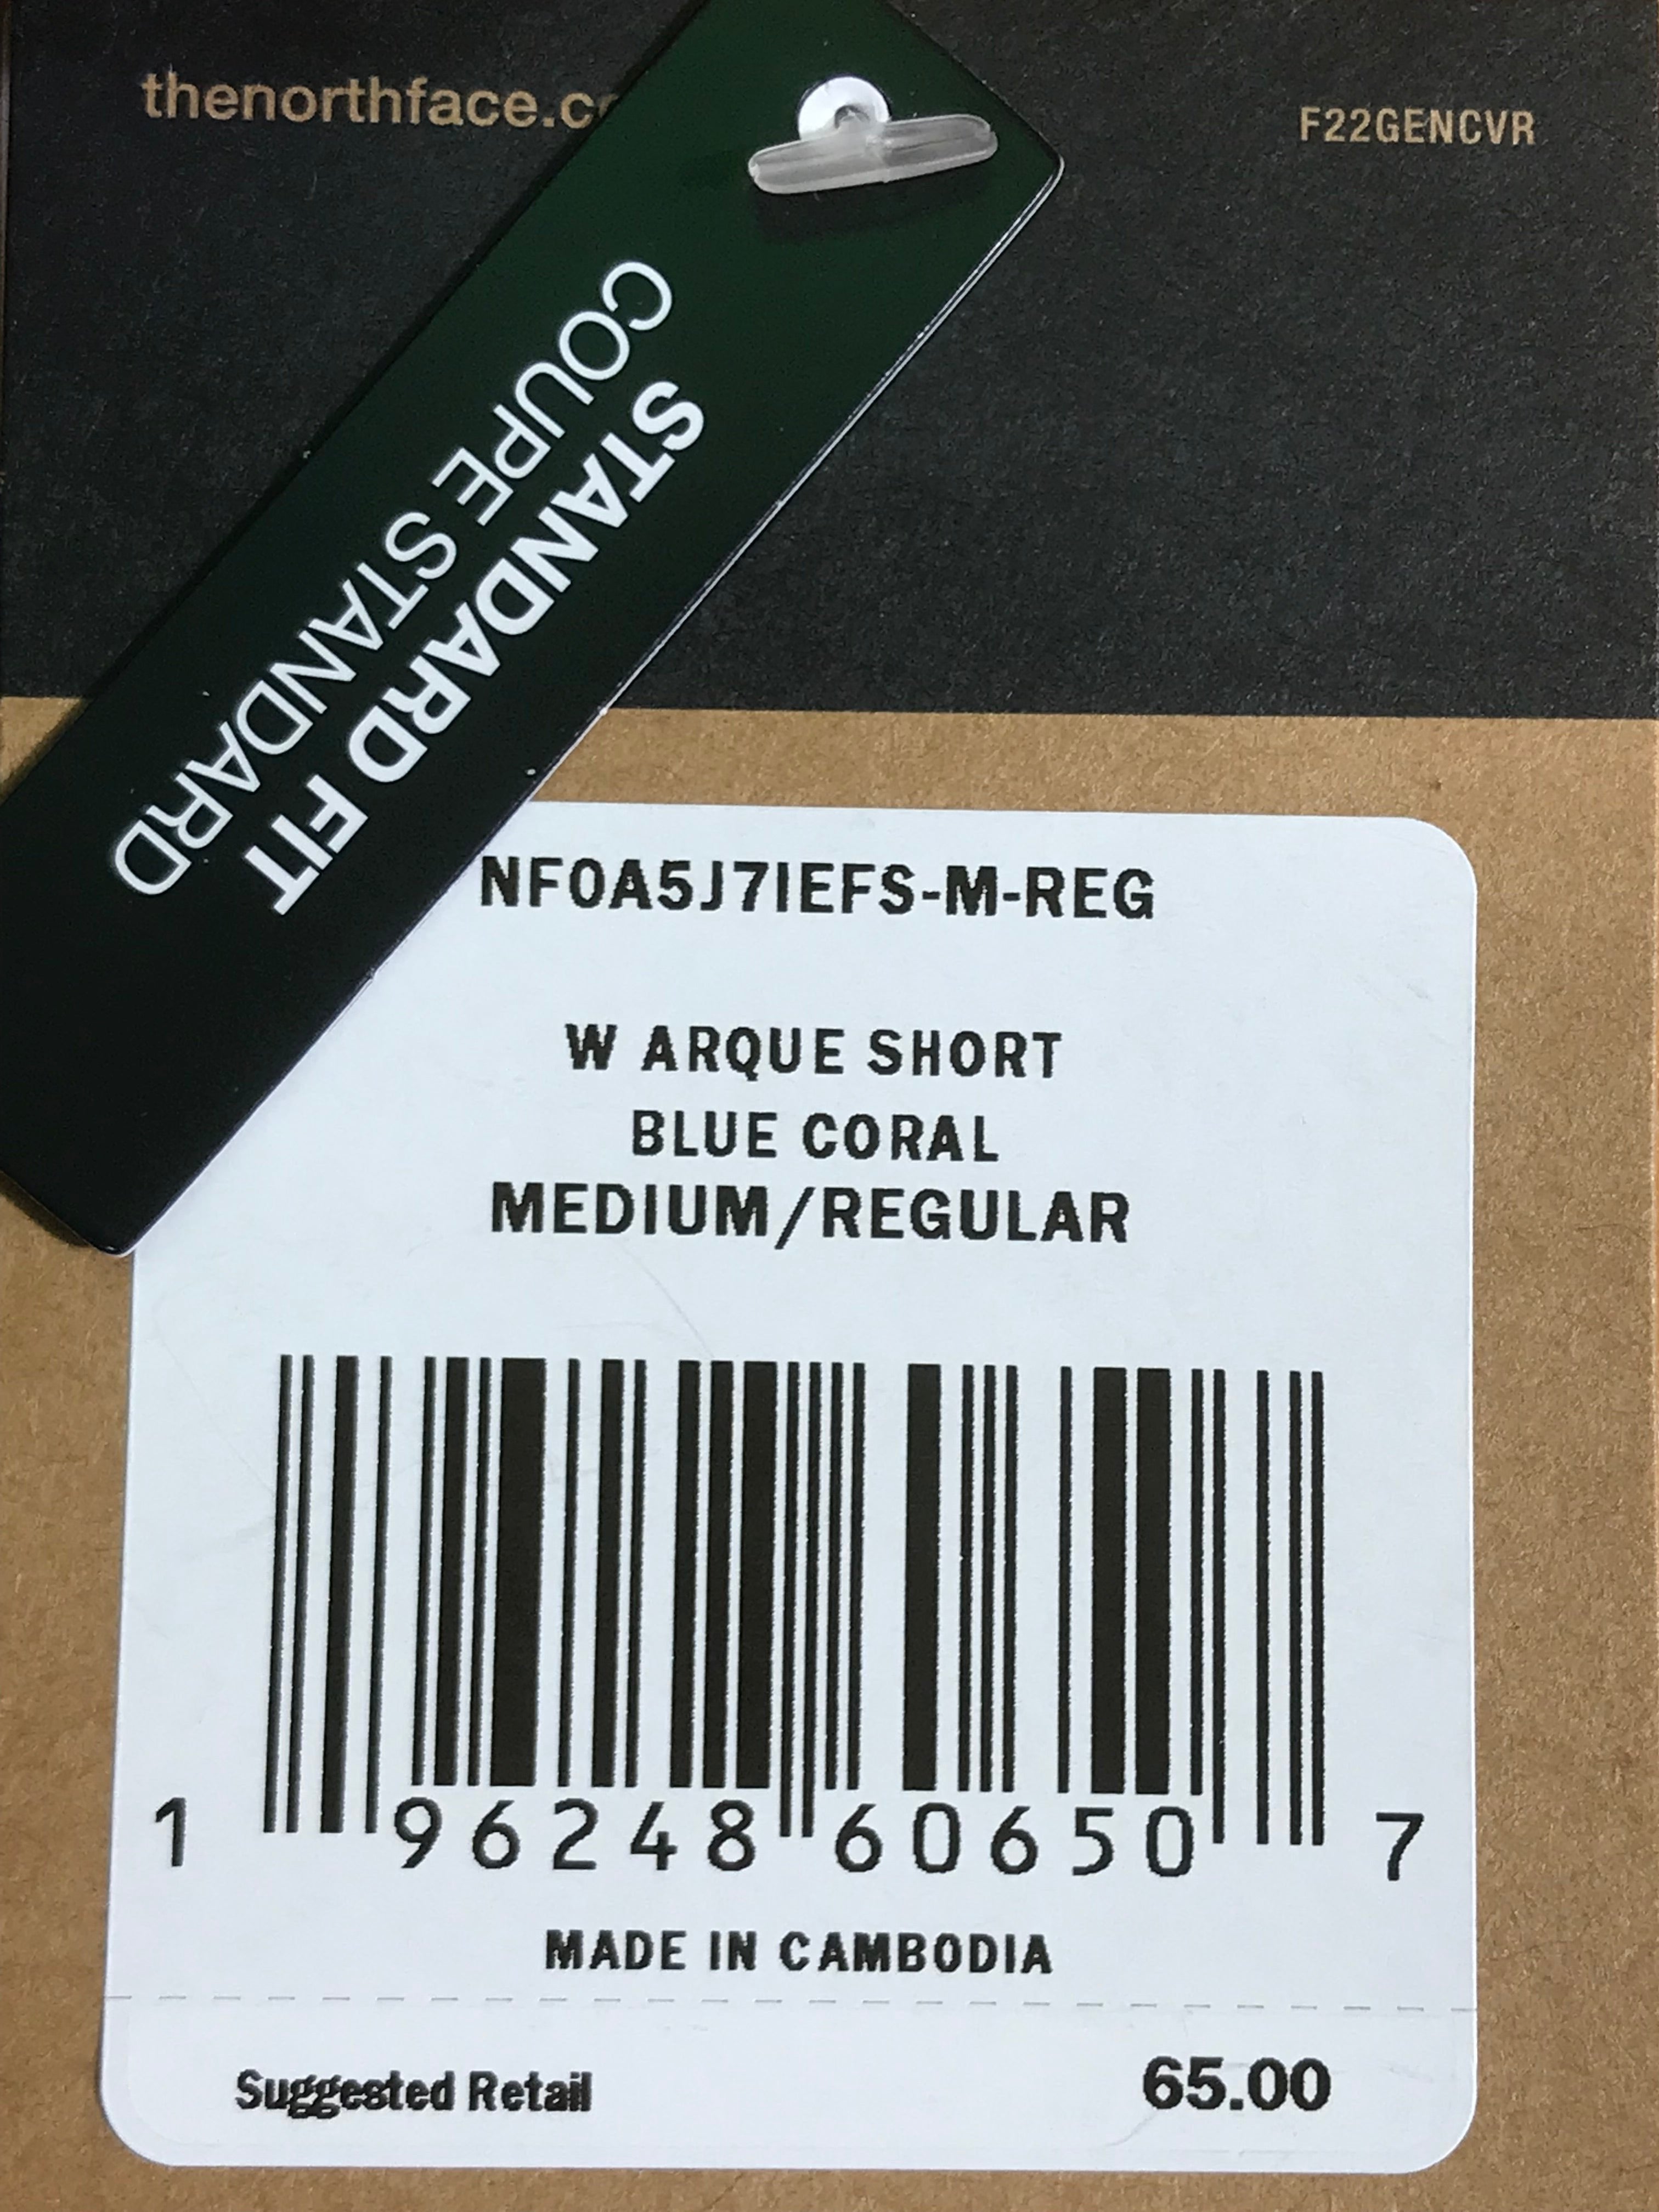 thenorthface.c
F22GENCVR
STANDARD FIT
COUPE STANDARD
NF0A5J7IEFS-M-REG
W ARQUE SHORT
BLUE CORAL
MEDIUM/REGULAR
1 96248 60650 7
MADE IN CAMBODIA
Suggested Retail 65.00